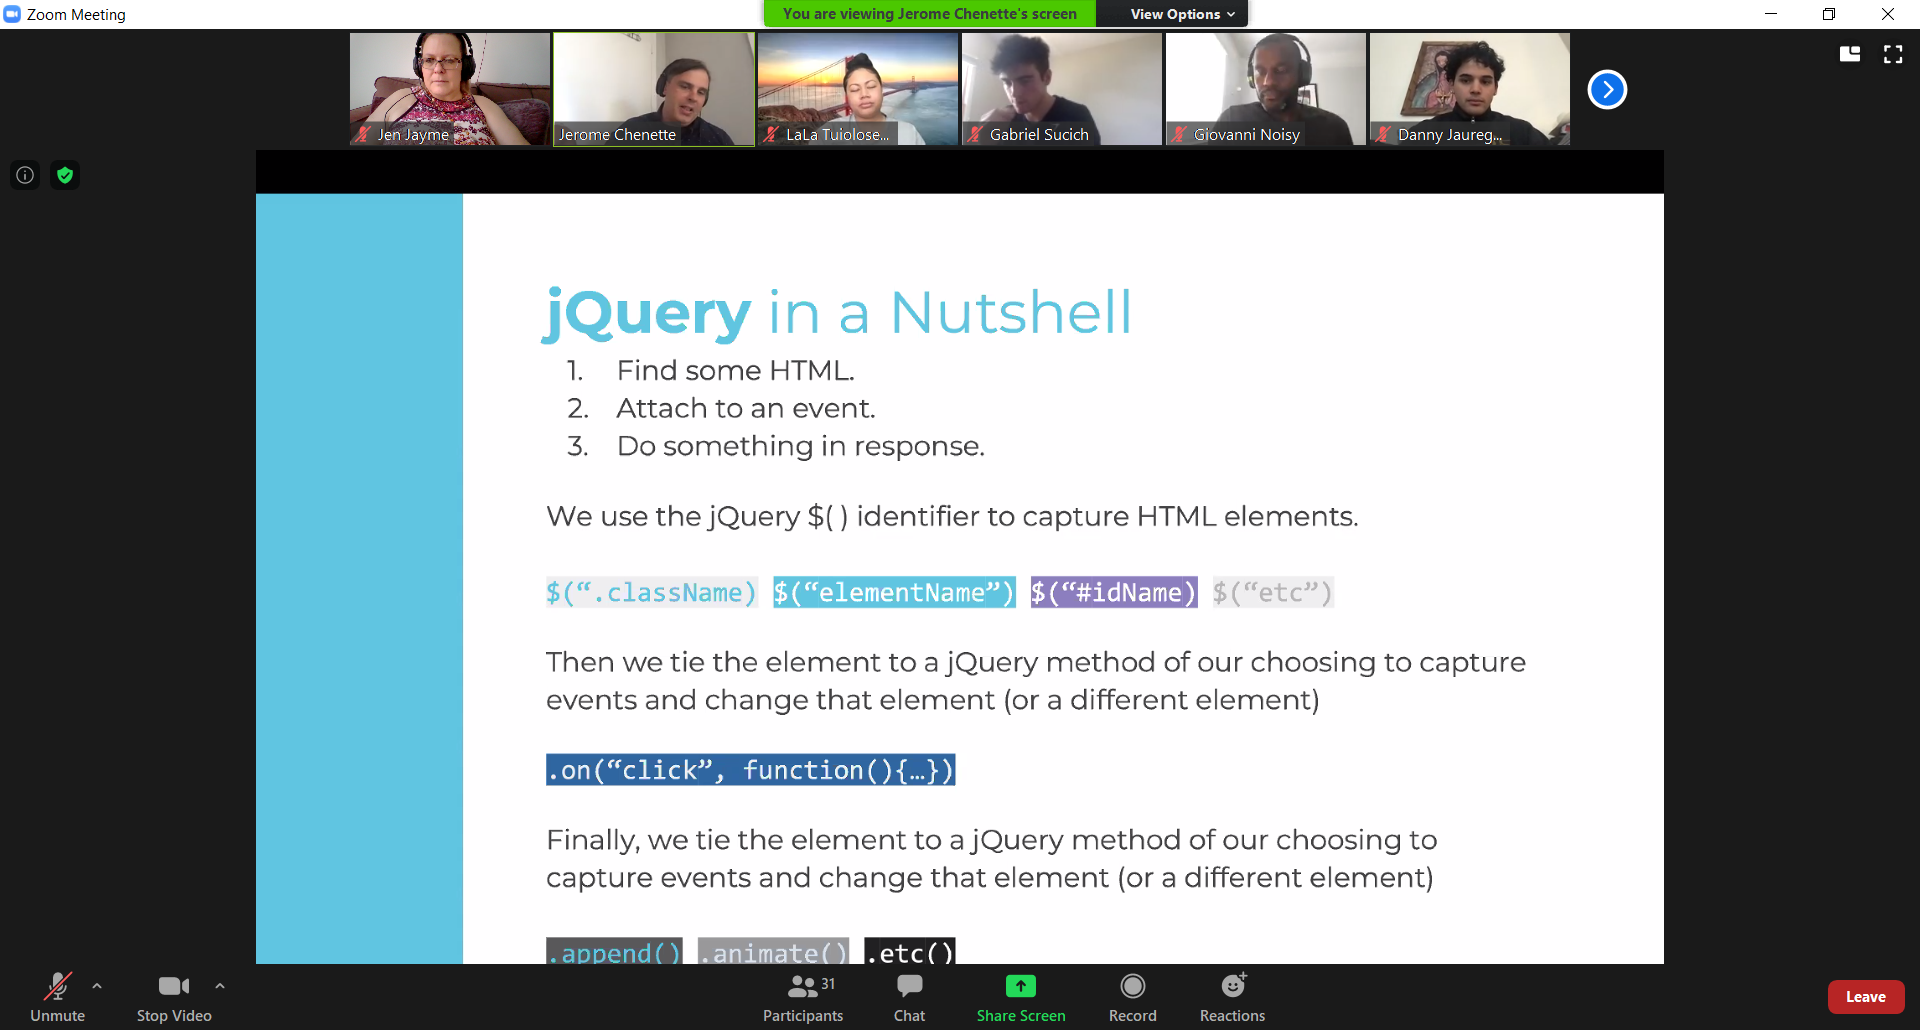 Zoom Meeting
You are viewing Jerome Chenette's screen
View Options
Jen Jayme
Jerome Chenette
LaLa Tuiolose...
Gabriel Sucich
Giovanni Noisy
Danny Jaureg...
jQuery in a Nutshell
1. Find some HTML.
2. Attach to an event.
3. Do something in response.
We use the jQuery $( ) identifier to capture HTML elements.
$(“.className) $(“elementName”) $(“#idName) $(“etc”)
Then we tie the element to a jQuery method of our choosing to capture
events and change that element (or a different element)
.on(“click”, function(){…})
Finally, we tie the element to a jQuery method of our choosing to
capture events and change that element (or a different element)
.append() .animate() .etc()
Unmute
Stop Video
31
Participants
Chat
Share Screen
Record
Reactions
Leave